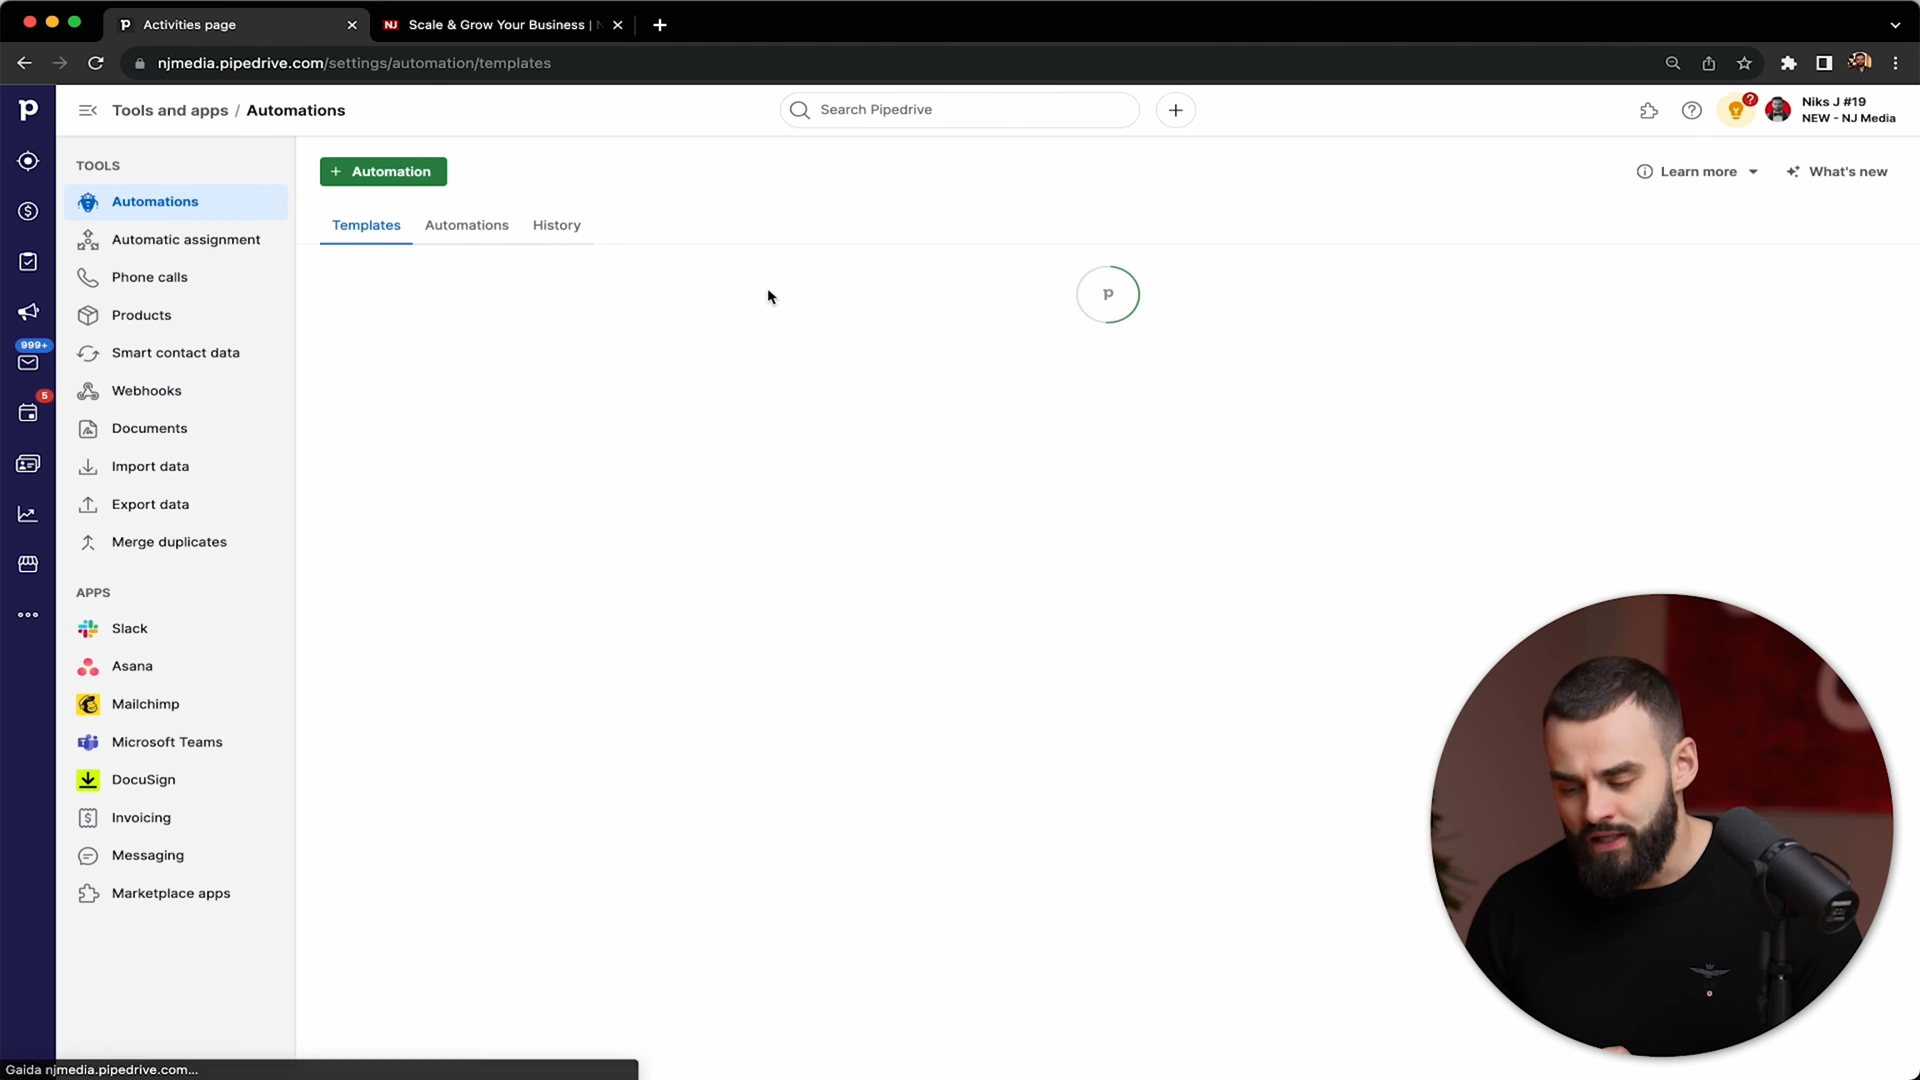 Activities page
NJ Scale & Grow Your Business |
njmedia.pipedrive.com/settings/automation/templates
p Tools and apps / Automations
Search Pipedrive
?
Niks J #19
NEW - NJ Media
TOOLS
Automations
Automatic assignment
Phone calls
Products
Smart contact data
Webhooks
Documents
Import data
Export data
Merge duplicates
APPS
Slack
Asana
Mailchimp
Microsoft Teams
DocuSign
Invoicing
Messaging
Marketplace apps
999+
5
+ Automation
Learn more
What's new
Templates Automations History
p
Gaida njmedia.pipedrive.com...